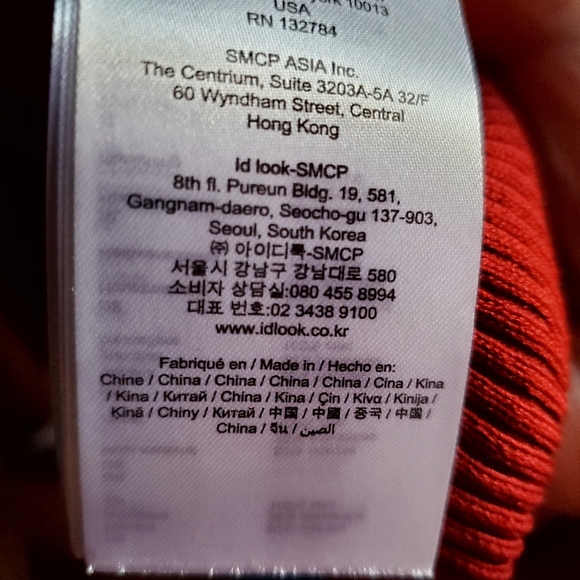 York 10013
USA
RN 132784
SMCP ASIA Inc.
The Centrium, Suite 3203A-5A 32/F
60 Wyndham Street, Central
Hong Kong
Id look-SMCP
8th fl. Pureun Bldg. 19, 581,
Gangnam-daero, Seocho-gu 137-903,
Seoul, South Korea
㈜ 아이디룩-SMCP
서울시 강남구 강남대로 580
소비자 상담실:080 455 8994
대표 번호:02 3438 9100
www.idlook.co.kr
Fabriqué en / Made in / Hecho en:
Chine / China / China / China / China / Cina / Kina
/ Kina / Китай / China / Kina / Çin / Κίνα / Kinija /
Ķīnā / Chiny / Китай / 中国 / 中國 / 중국 / 中国 /
China / จีน / الصين